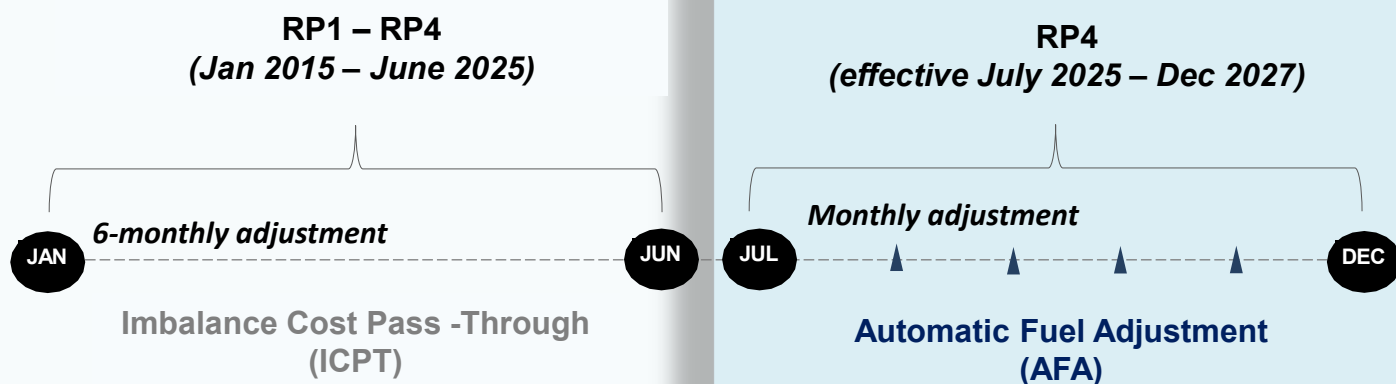 RP1 – RP4
(Jan 2015 – June 2025)
6-monthly adjustment
JAN
JUN
Imbalance Cost Pass -Through
(ICPT)
RP4
(effective July 2025 – Dec 2027)
Monthly adjustment
JUL
DEC
Automatic Fuel Adjustment
(AFA)